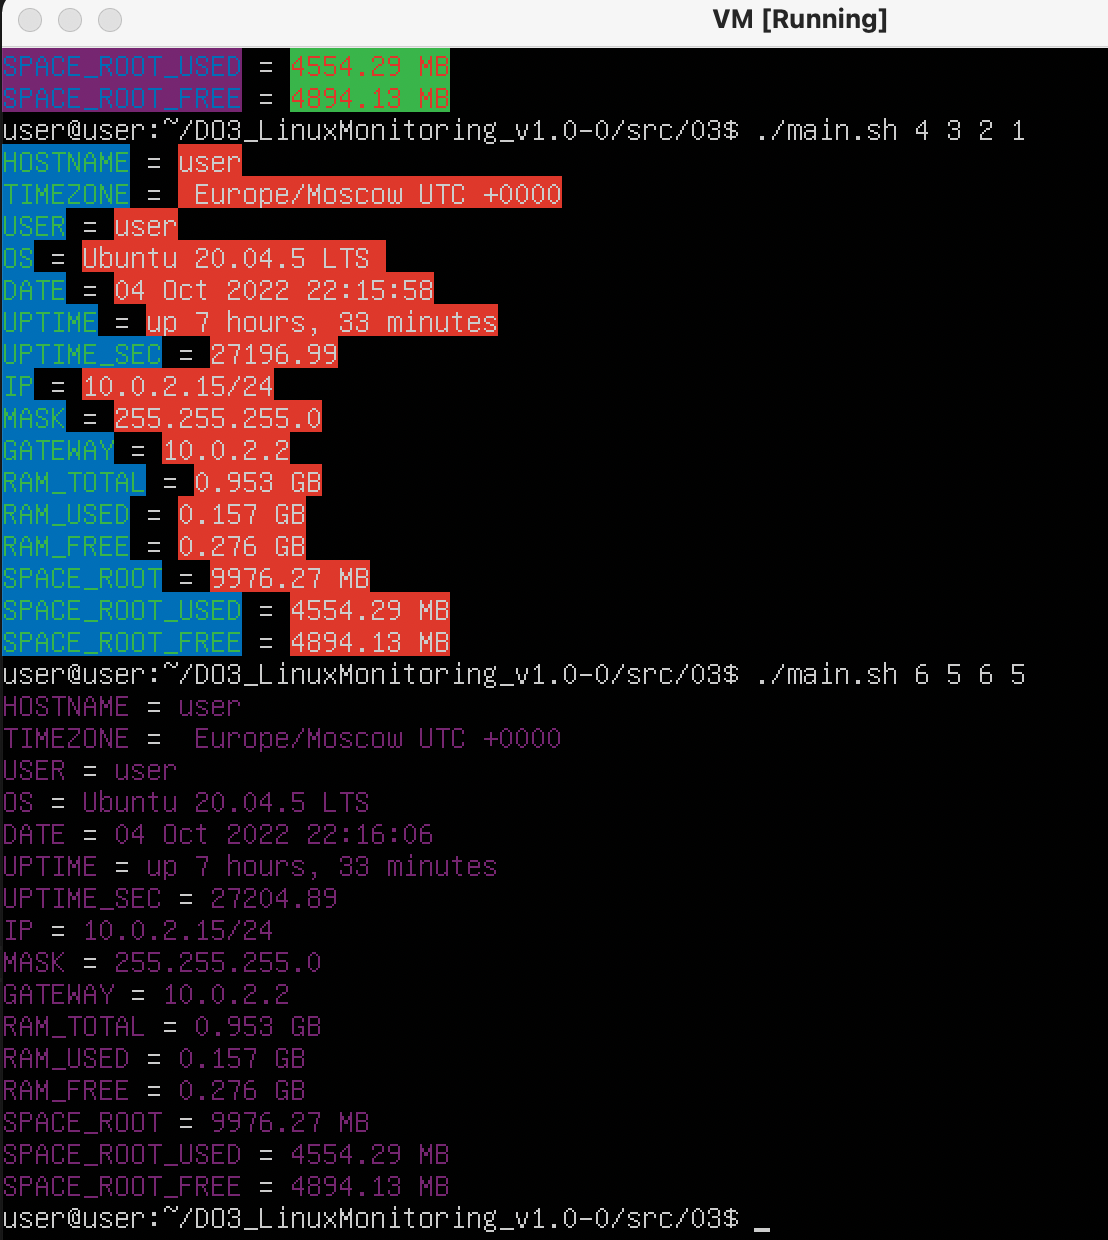 VM [Running]
SPACE_ROOT_USED = 4554.29 MB
SPACE_ROOT_FREE = 4894.13 MB
user@user:~/DO3_LinuxMonitoring_v1.0-0/src/03$ ./main.sh 4 3 2 1
HOSTNAME = user
TIMEZONE =  Europe/Moscow UTC +0000
USER = user
OS = Ubuntu 20.04.5 LTS
DATE = 04 Oct 2022 22:15:58
UPTIME = up 7 hours, 33 minutes
UPTIME_SEC = 27196.99
IP = 10.0.2.15/24
MASK = 255.255.255.0
GATEWAY = 10.0.2.2
RAM_TOTAL = 0.953 GB
RAM_USED = 0.157 GB
RAM_FREE = 0.276 GB
SPACE_ROOT = 9976.27 MB
SPACE_ROOT_USED = 4554.29 MB
SPACE_ROOT_FREE = 4894.13 MB
user@user:~/DO3_LinuxMonitoring_v1.0-0/src/03$ ./main.sh 6 5 6 5
HOSTNAME = user
TIMEZONE =  Europe/Moscow UTC +0000
USER = user
OS = Ubuntu 20.04.5 LTS
DATE = 04 Oct 2022 22:16:06
UPTIME = up 7 hours, 33 minutes
UPTIME_SEC = 27204.89
IP = 10.0.2.15/24
MASK = 255.255.255.0
GATEWAY = 10.0.2.2
RAM_TOTAL = 0.953 GB
RAM_USED = 0.157 GB
RAM_FREE = 0.276 GB
SPACE_ROOT = 9976.27 MB
SPACE_ROOT_USED = 4554.29 MB
SPACE_ROOT_FREE = 4894.13 MB
user@user:~/DO3_LinuxMonitoring_v1.0-0/src/03$ _